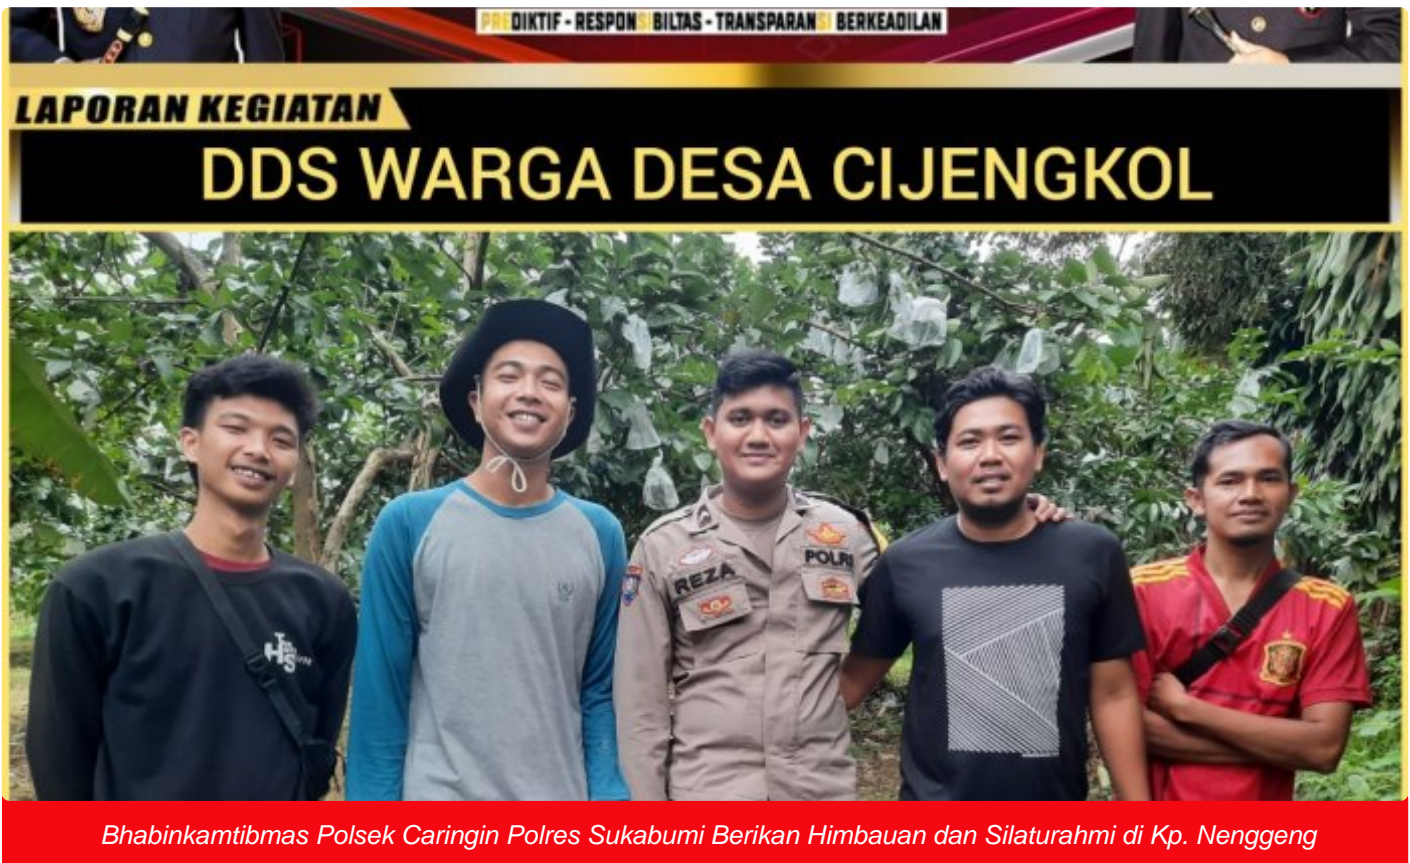 PREDIKTIF - RESPONSIBILTAS - TRANSPARANSI BERKEADILAN
LAPORAN KEGIATAN
DDS WARGA DESA CIJENGKOL
REZA
POLRI
Bhabinkamtibmas Polsek Caringin Polres Sukabumi Berikan Himbauan dan Silaturahmi di Kp. Nenggeng